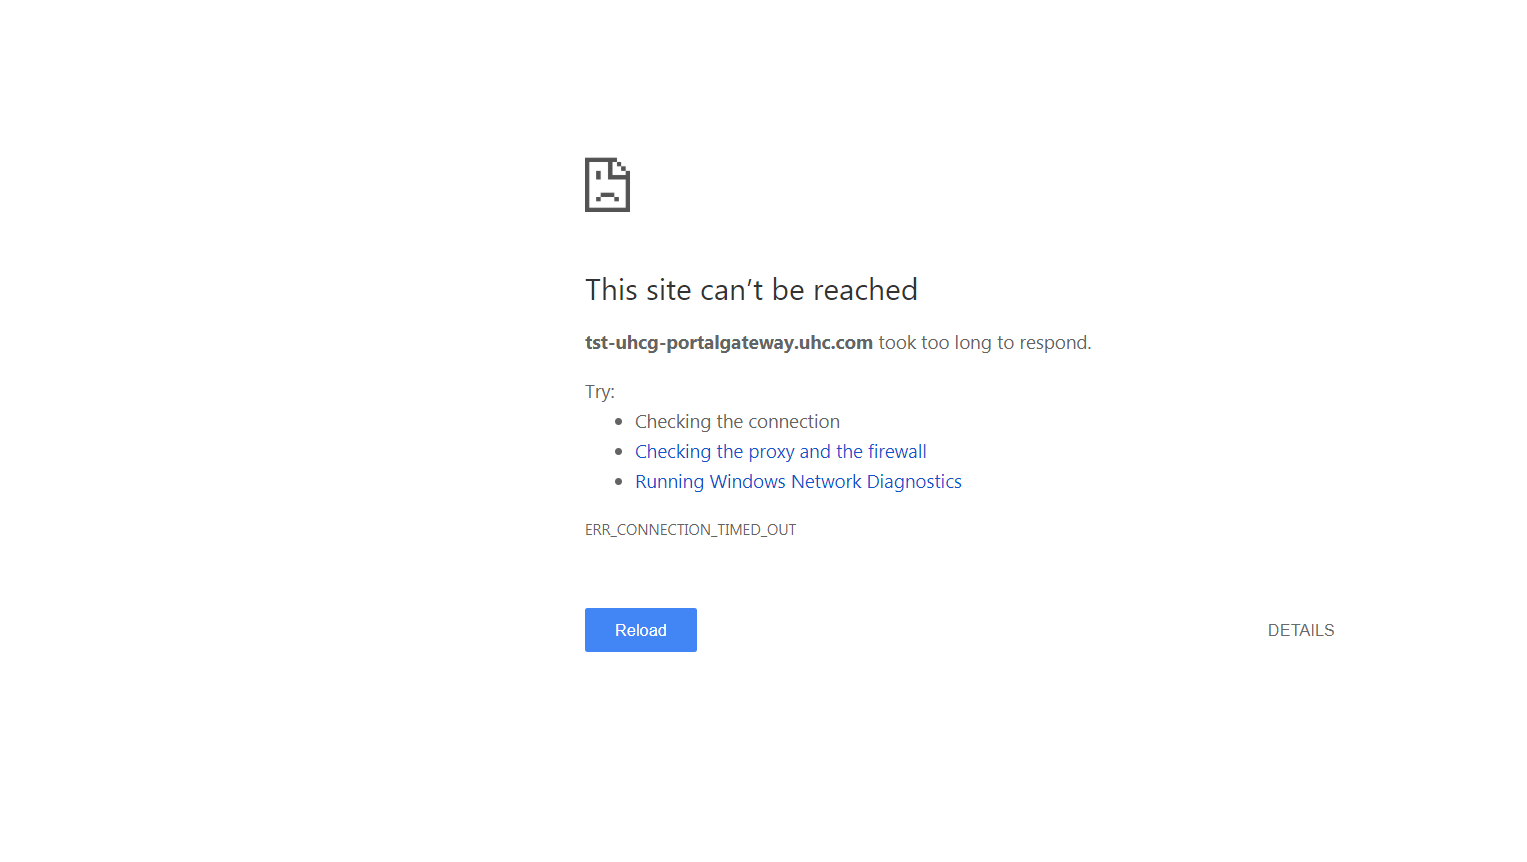 This site can’t be reached
tst-uhcg-portalgateway.uhc.com took too long to respond.
Try:
Checking the connection
Checking the proxy and the firewall
Running Windows Network Diagnostics
ERR_CONNECTION_TIMED_OUT
Reload
DETAILS